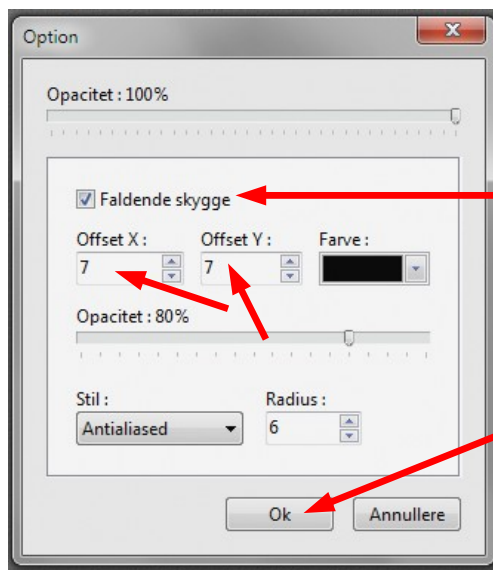 Option
Opacitet : 100%
Faldende skygge
Offset X : Offset Y : Farve :
7 7
Opacitet : 80%
Stil : Radius :
Antialiased 6
Ok Annullere